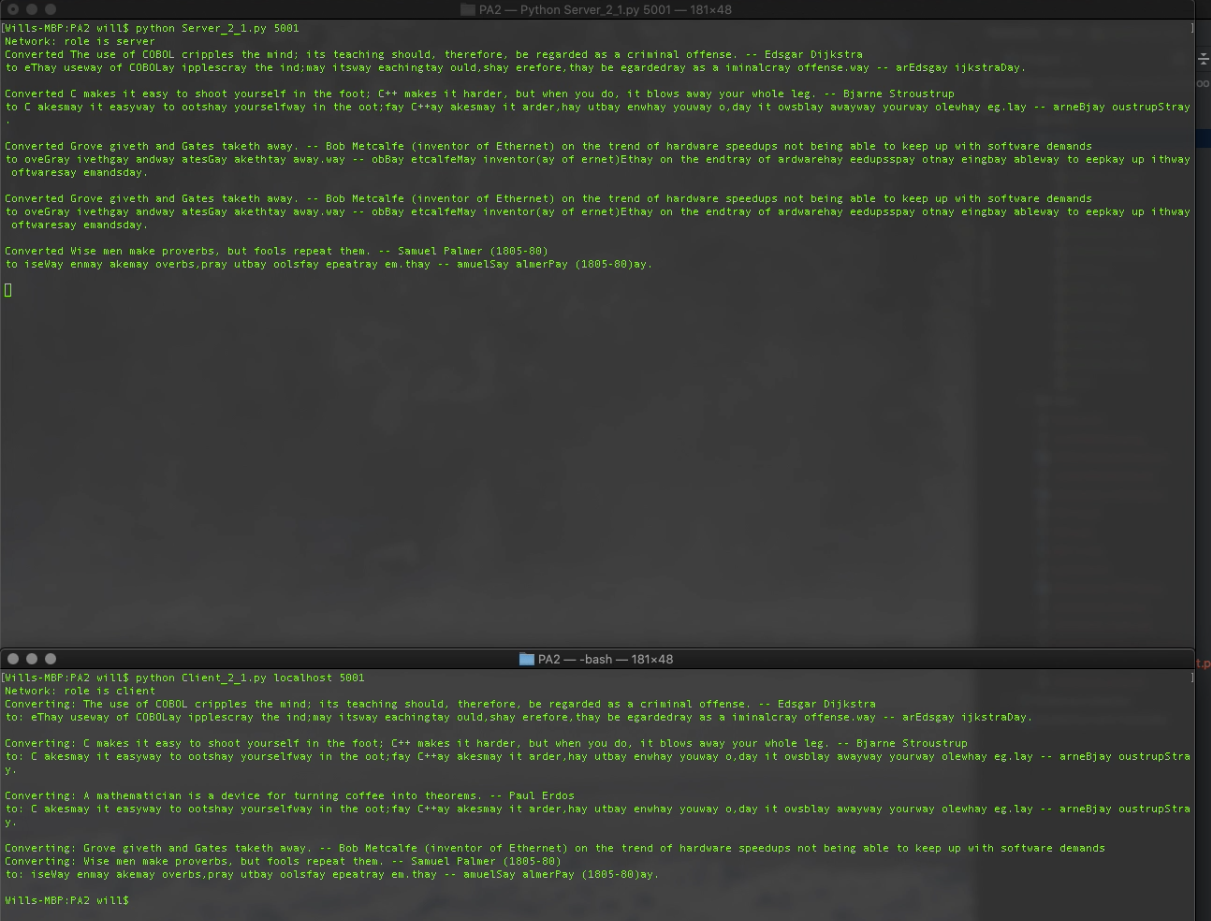 PA2 — Python Server_2_1.py 5001 — 181×48
[Wills-MBP:PA2 will$ python Server_2_1.py 5001 ]
Network: role is server
Converted The use of COBOL cripples the mind; its teaching should, therefore, be regarded as a criminal offense. -- Edsgar Dijkstra
to eThay useway of COBOLay ipplescray the ind;may itsway eachingtay ould,shay erefore,thay be egardedray as a iminalcray offense.way -- arEdsgay ijkstraDay.
Converted C makes it easy to shoot yourself in the foot; C++ makes it harder, but when you do, it blows away your whole leg. -- Bjarne Stroustrup
to C akesmay it easyway to ootshay yourselfway in the oot;fay C++ay akesmay it arder,hay utbay enwhay youway o,day it owsblay awayway yourway olewhay eg.lay -- arneBjay oustrupStray
.
Converted Grove giveth and Gates taketh away. -- Bob Metcalfe (inventor of Ethernet) on the trend of hardware speedups not being able to keep up with software demands
to oveGray ivethgay andway atesGay akethtay away.way -- obBay etcalfeMay inventor(ay of ernet)Ethay on the endtray of ardwarehay eedupsspay otnay eingbay ableway to eepkay up ithway
oftwaresay emandsday.
Converted Grove giveth and Gates taketh away. -- Bob Metcalfe (inventor of Ethernet) on the trend of hardware speedups not being able to keep up with software demands
to oveGray ivethgay andway atesGay akethtay away.way -- obBay etcalfeMay inventor(ay of ernet)Ethay on the endtray of ardwarehay eedupsspay otnay eingbay ableway to eepkay up ithway
oftwaresay emandsday.
Converted Wise men make proverbs, but fools repeat them. -- Samuel Palmer (1805-80)
to iseWay enmay akemay overbs,pray utbay oolsfay epeatray em.thay -- amuelSay almerPay (1805-80)ay.
PA2 — -bash — 181×48
[Wills-MBP:PA2 will$ python Client_2_1.py localhost 5001 ]
Network: role is client
Converting: The use of COBOL cripples the mind; its teaching should, therefore, be regarded as a criminal offense. -- Edsgar Dijkstra
to: eThay useway of COBOLay ipplescray the ind;may itsway eachingtay ould,shay erefore,thay be egardedray as a iminalcray offense.way -- arEdsgay ijkstraDay.
Converting: C makes it easy to shoot yourself in the foot; C++ makes it harder, but when you do, it blows away your whole leg. -- Bjarne Stroustrup
to: C akesmay it easyway to ootshay yourselfway in the oot;fay C++ay akesmay it arder,hay utbay enwhay youway o,day it owsblay awayway yourway olewhay eg.lay -- arneBjay oustrupStra
y.
Converting: A mathematician is a device for turning coffee into theorems. -- Paul Erdos
to: C akesmay it easyway to ootshay yourselfway in the oot;fay C++ay akesmay it arder,hay utbay enwhay youway o,day it owsblay awayway yourway olewhay eg.lay -- arneBjay oustrupStra
y.
Converting: Grove giveth and Gates taketh away. -- Bob Metcalfe (inventor of Ethernet) on the trend of hardware speedups not being able to keep up with software demands
Converting: Wise men make proverbs, but fools repeat them. -- Samuel Palmer (1805-80)
to: iseWay enmay akemay overbs,pray utbay oolsfay epeatray em.thay -- amuelSay almerPay (1805-80)ay.
Wills-MBP:PA2 will$
t.p